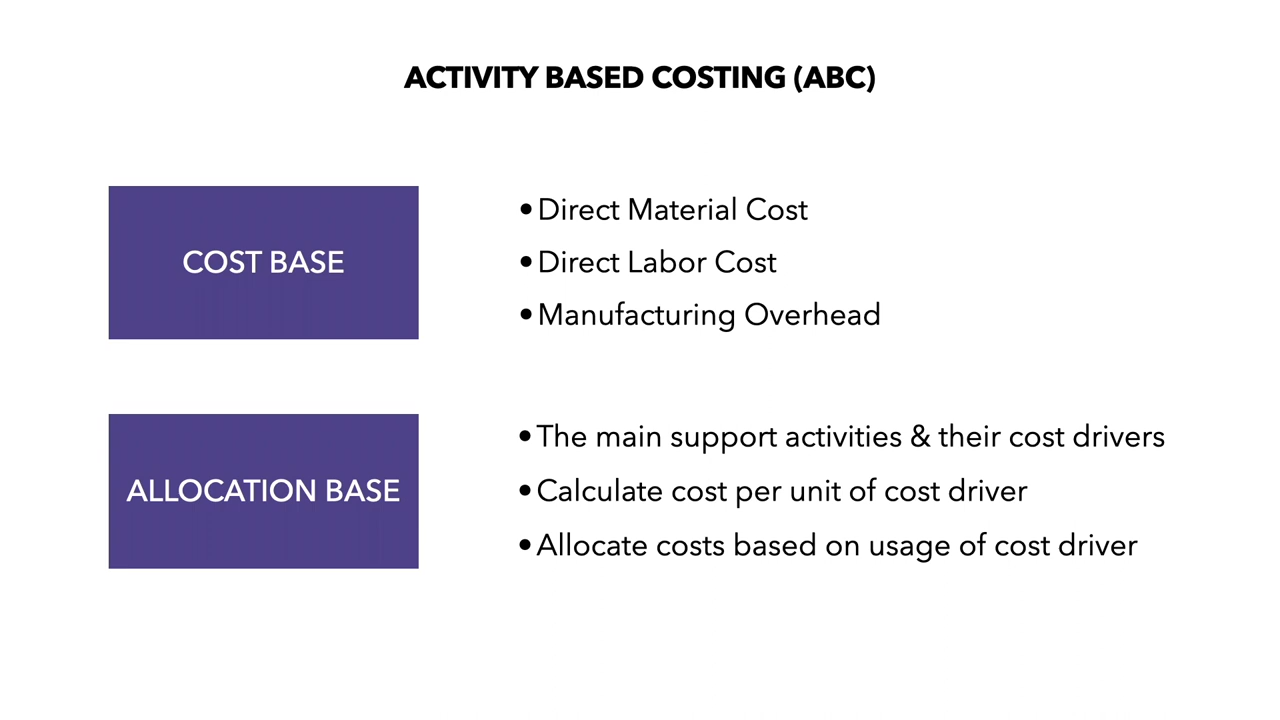 ACTIVITY BASED COSTING (ABC)
COST BASE
•Direct Material Cost
•Direct Labor Cost
•Manufacturing Overhead
ALLOCATION BASE
•The main support activities & their cost drivers
•Calculate cost per unit of cost driver
•Allocate costs based on usage of cost driver